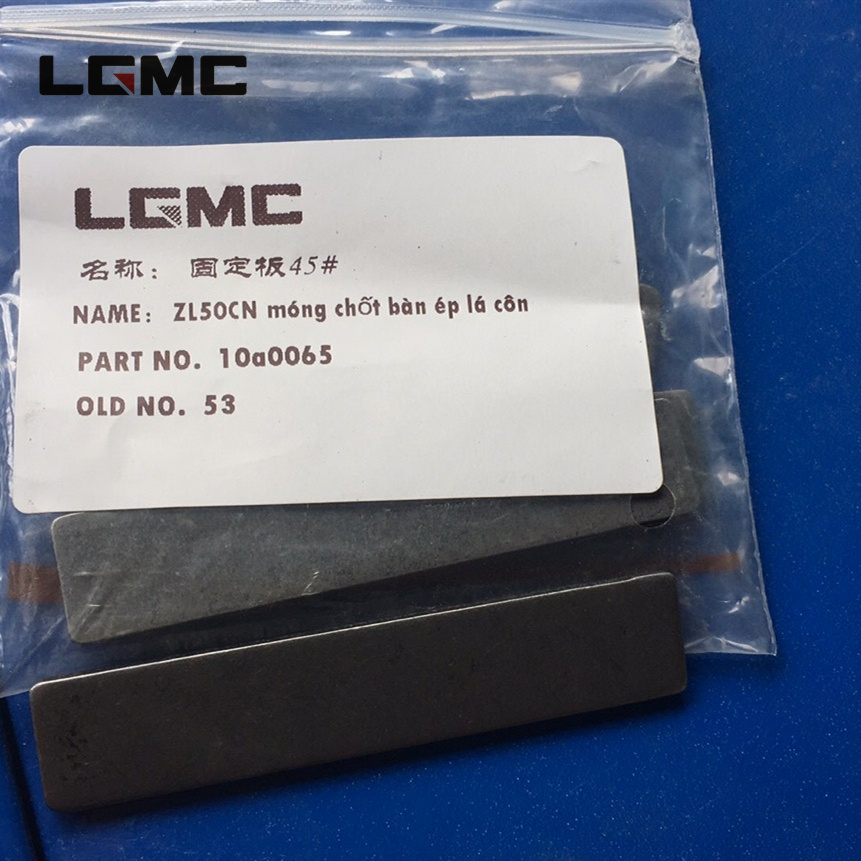 LGMC
LGMC
名称：固定板45#
NAME: ZL50CN móng chốt bàn ép lá côn
PART NO. 10a0065
OLD NO. 53